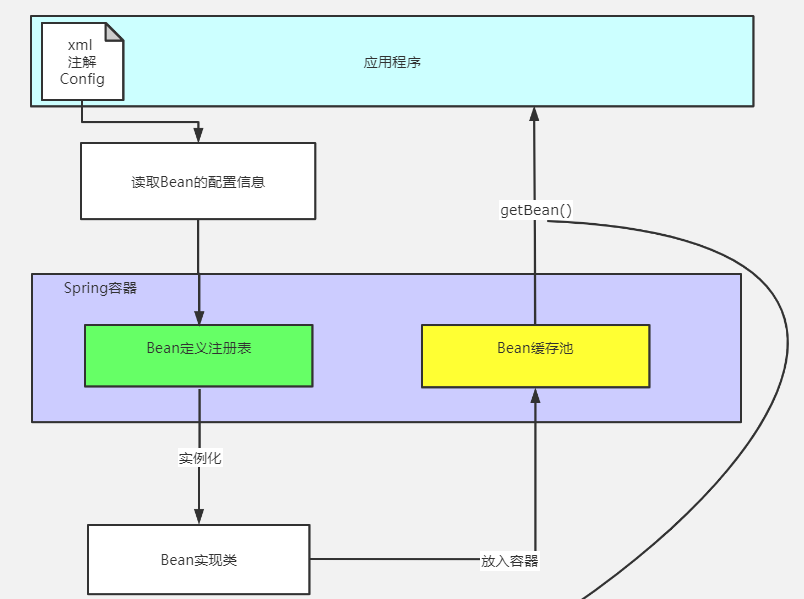 xml
注解
Config
应用程序
读取Bean的配置信息
getBean()
Spring容器
Bean定义注册表
Bean缓存池
实例化
Bean实现类
放入容器